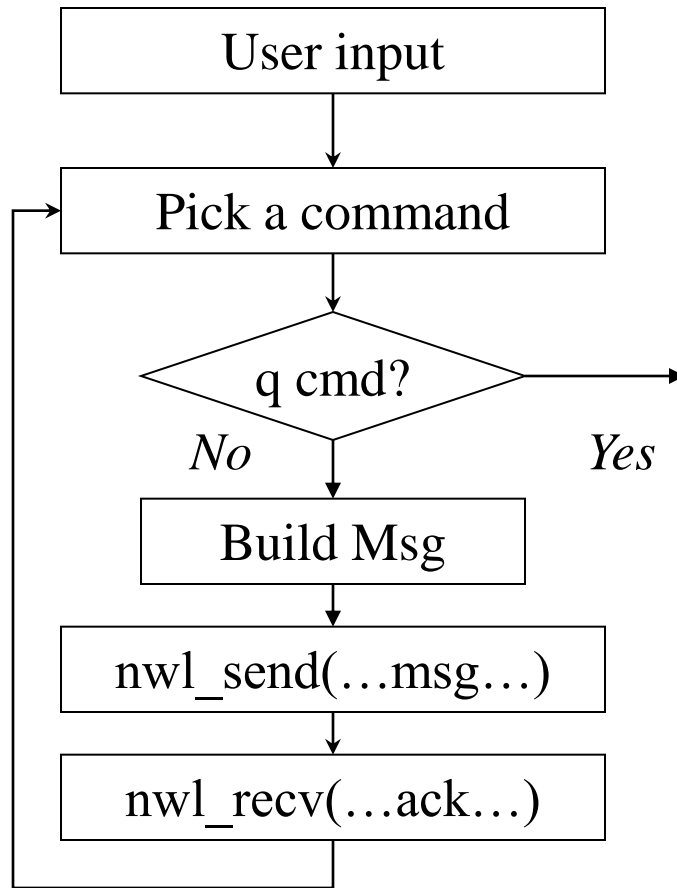 User input
Pick a command
q cmd?
No
Yes
Build Msg
nwl_send(…msg…)
nwl_recv(…ack…)